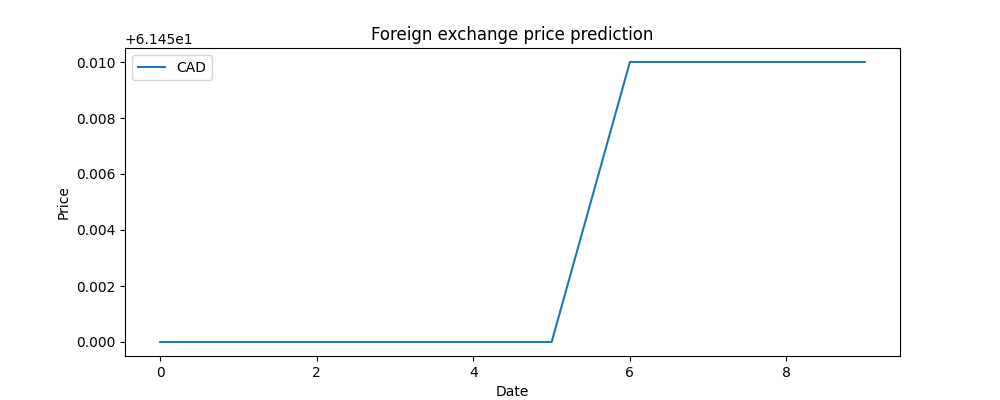 Foreign exchange price prediction
+6.145e1
CAD
0.010
0.008
0.006
0.004
0.002
0.000
Price
0 2 4 6 8
Date